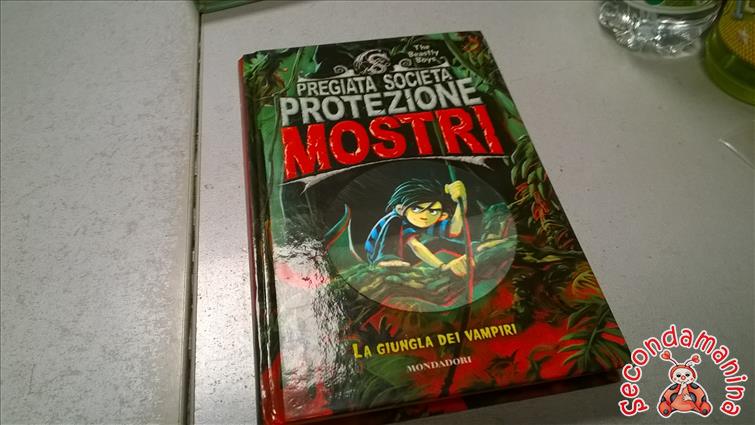 The
Beastly
Boys
PREGIATA SOCIETÀ
PROTEZIONE
MOSTRI
LA GIUNGLA DEI VAMPIRI
MONDADORI
secondamanina